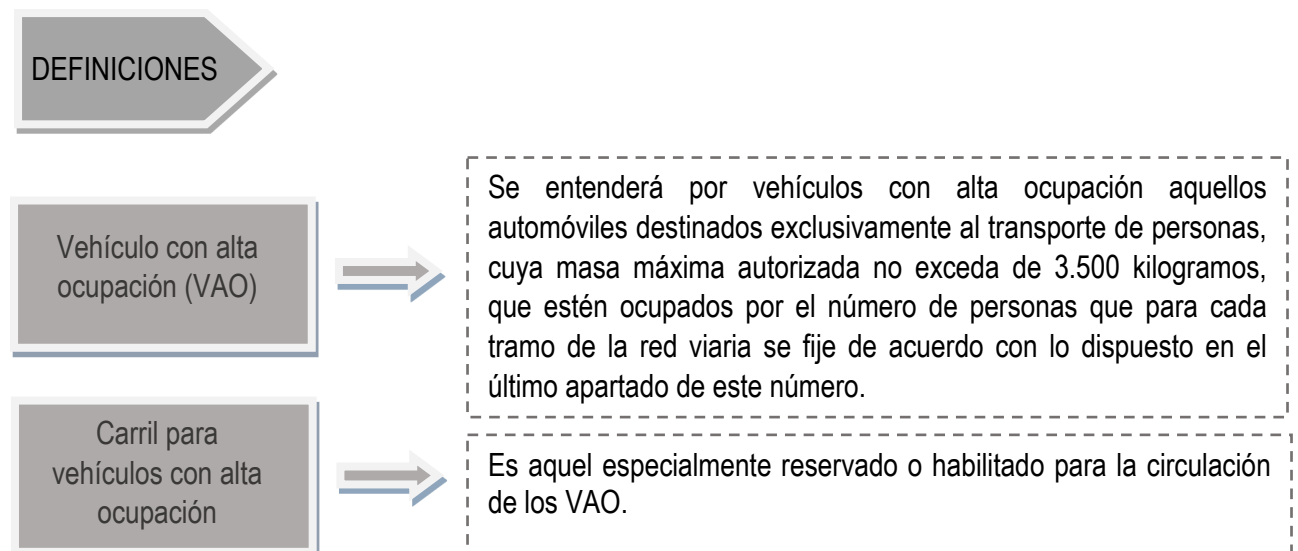 DEFINICIONES
Vehículo con alta
ocupación (VAO)
Se entenderá por vehículos con alta ocupación aquellos
automóviles destinados exclusivamente al transporte de personas,
cuya masa máxima autorizada no exceda de 3.500 kilogramos,
que estén ocupados por el número de personas que para cada
tramo de la red viaria se fije de acuerdo con lo dispuesto en el
último apartado de este número.
Carril para
vehículos con alta
ocupación
Es aquel especialmente reservado o habilitado para la circulación
de los VAO.